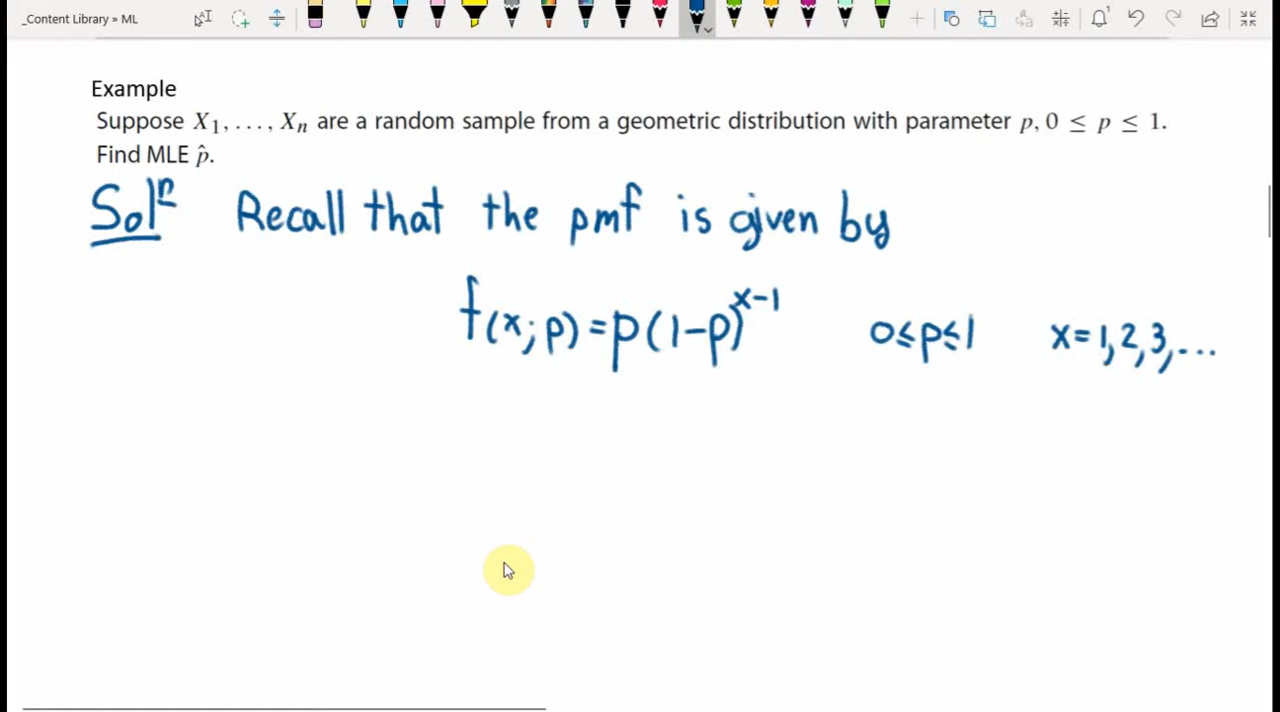 _Content Library » ML
Example
Suppose X₁, . . . , Xₙ are a random sample from a geometric distribution with parameter p, 0 ≤ p ≤ 1.
Find MLE p̂.
Solⁿ Recall that the pmf is given by
f(x; p) = p(1-p)^(x-1) 0≤p≤1 x=1,2,3,...